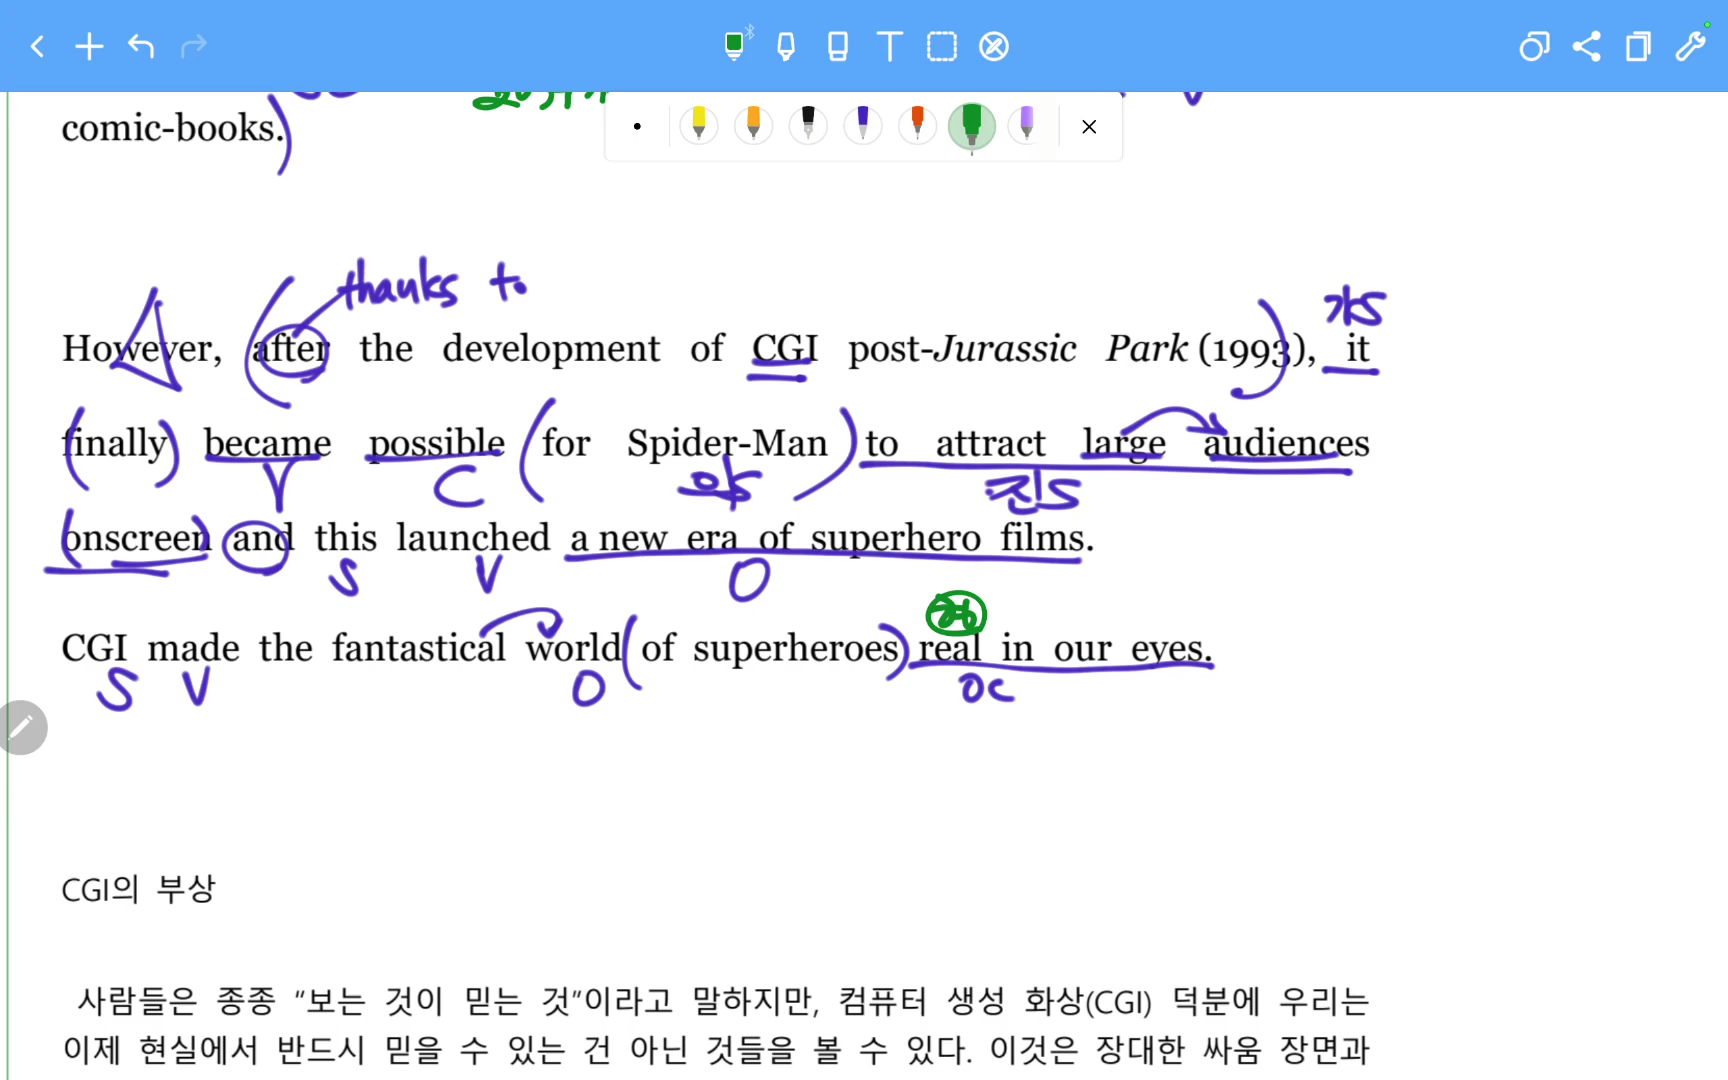 comic-books.
thanks to
가S
However, after the development of CGI post-Jurassic Park (1993), it
finally became possible for Spider-Man to attract large audiences
V C 의S 진S
onscreen and this launched a new era of superhero films.
S V O
CGI made the fantastical world of superheroes real in our eyes.
S V O OC
CGI의 부상
사람들은 종종 “보는 것이 믿는 것”이라고 말하지만, 컴퓨터 생성 화상(CGI) 덕분에 우리는
이제 현실에서 반드시 믿을 수 있는 건 아닌 것들을 볼 수 있다. 이것은 장대한 싸움 장면과